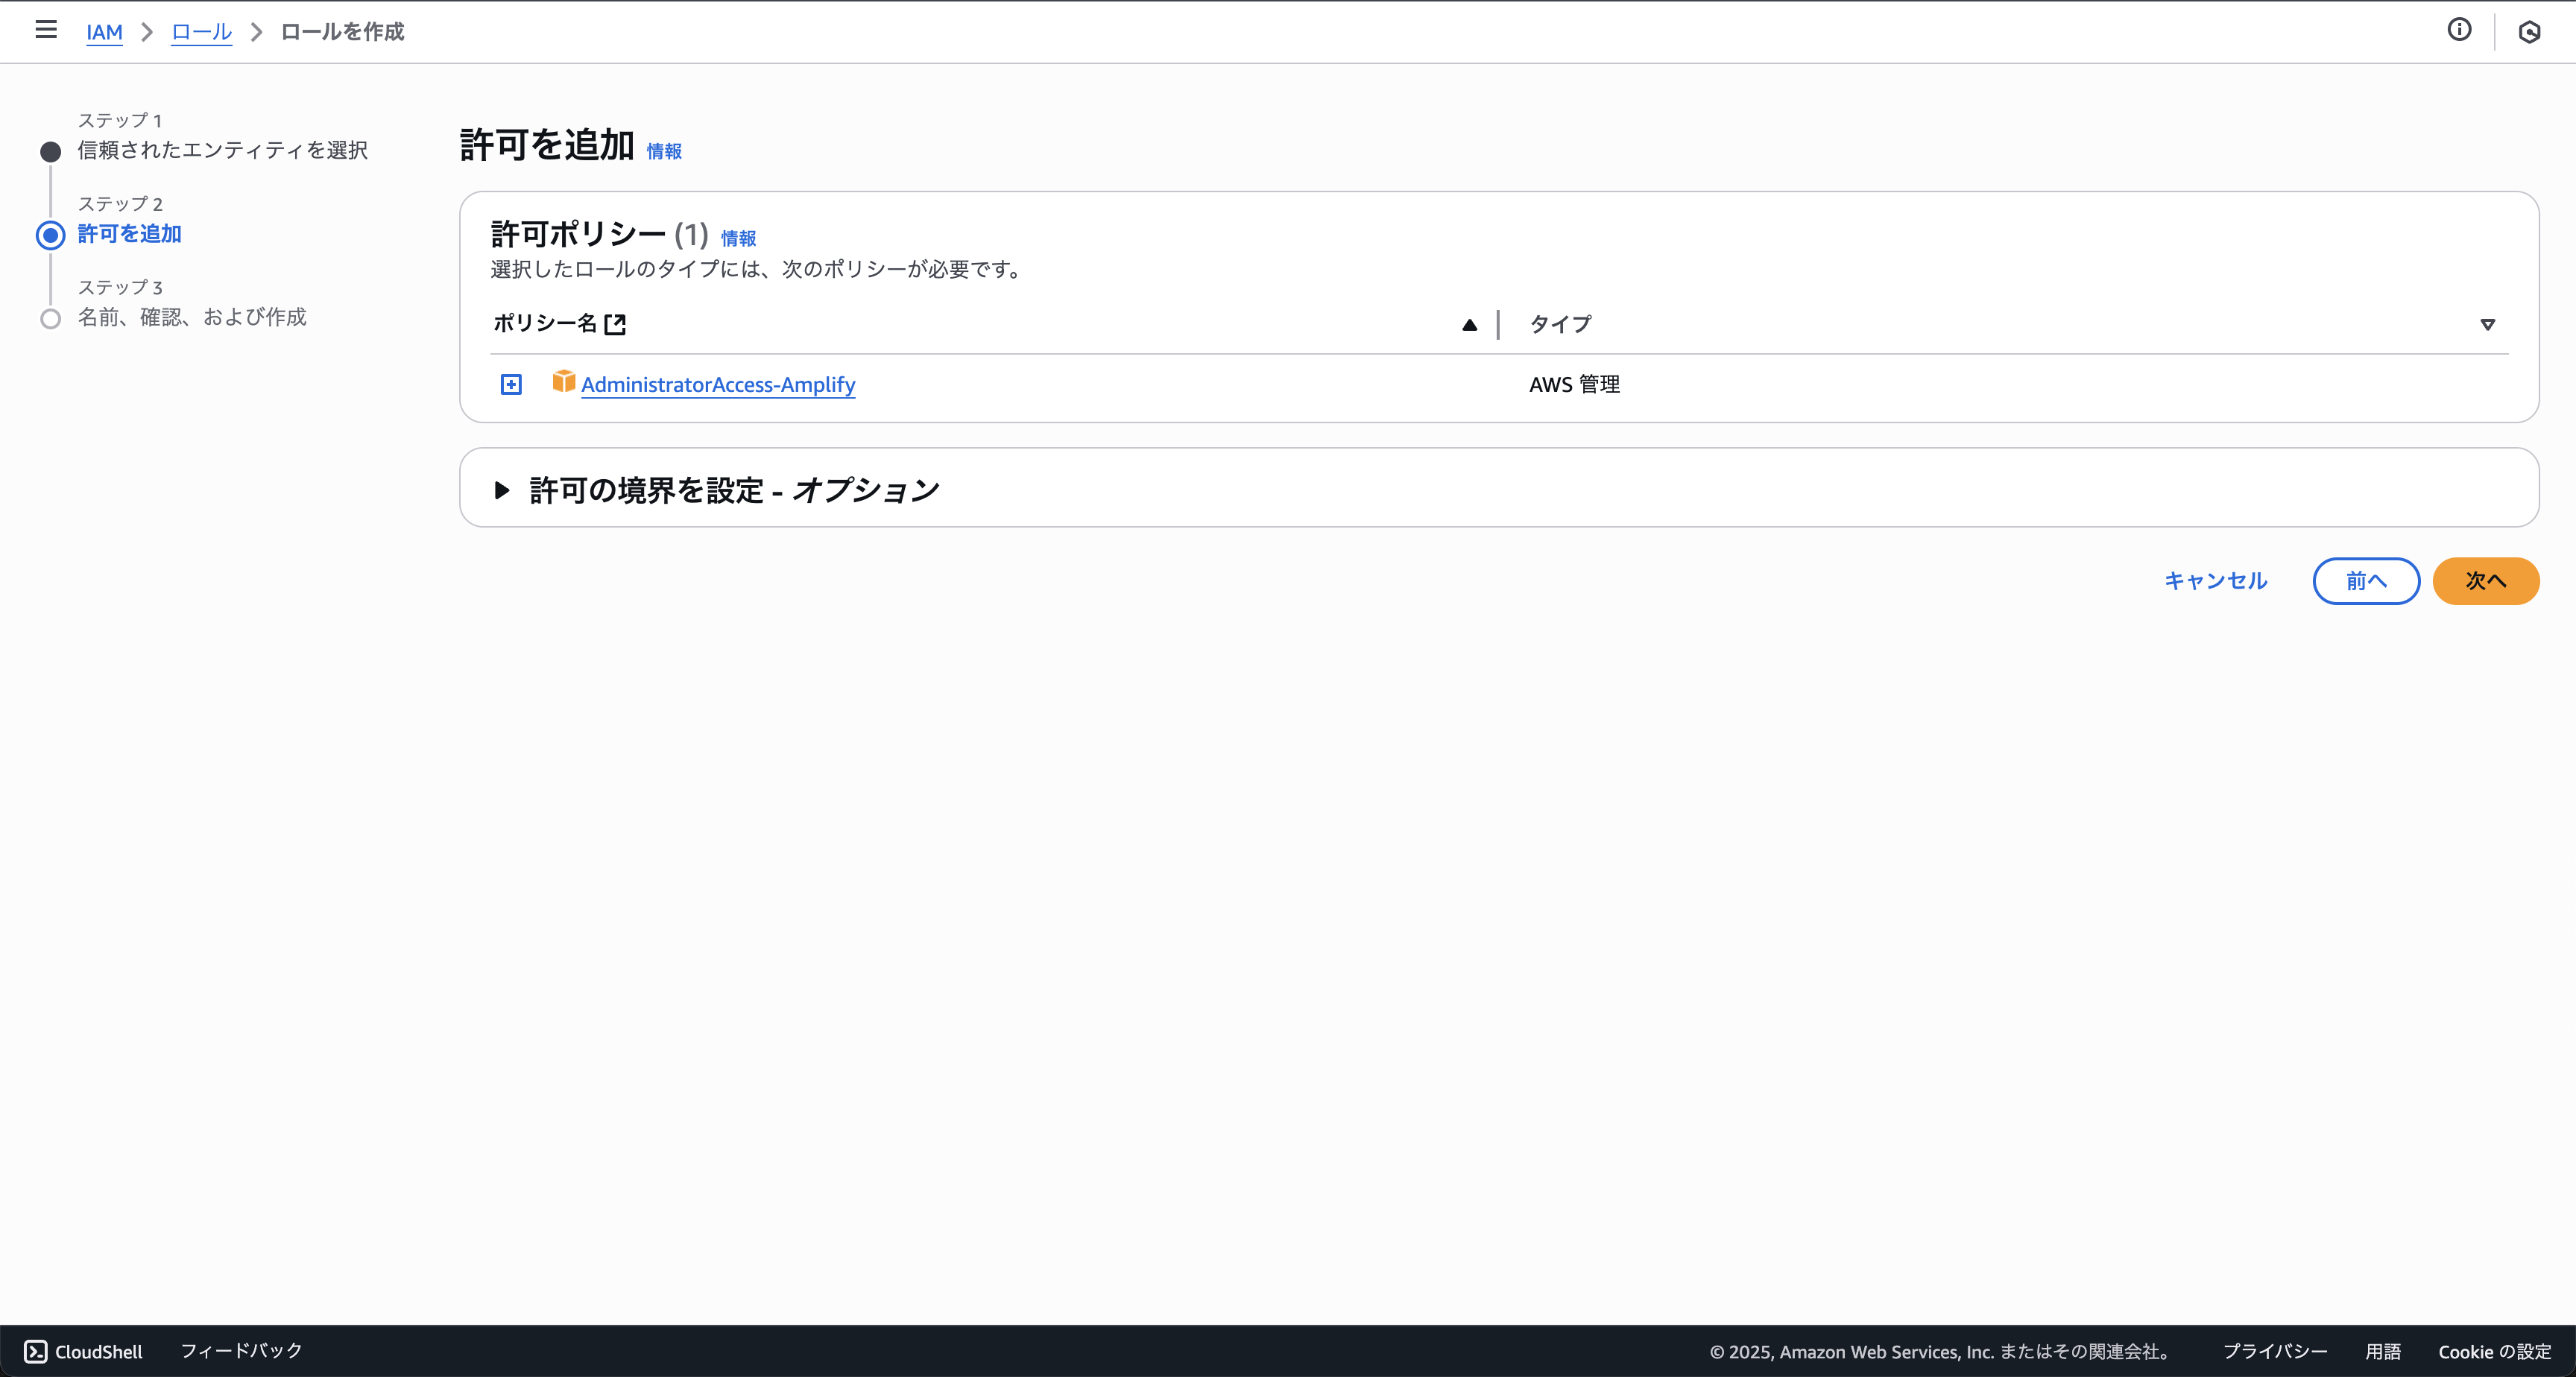 IAM > ロール > ロールを作成
ステップ 1
信頼されたエンティティを選択
ステップ 2
許可を追加
ステップ 3
名前、確認、および作成
許可を追加 情報
許可ポリシー (1) 情報
選択したロールのタイプには、次のポリシーが必要です。
ポリシー名 タイプ
AdministratorAccess-Amplify AWS 管理
許可の境界を設定 - オプション
キャンセル 前へ 次へ
CloudShell フィードバック © 2025, Amazon Web Services, Inc. またはその関連会社。 プライバシー 用語 Cookie の設定